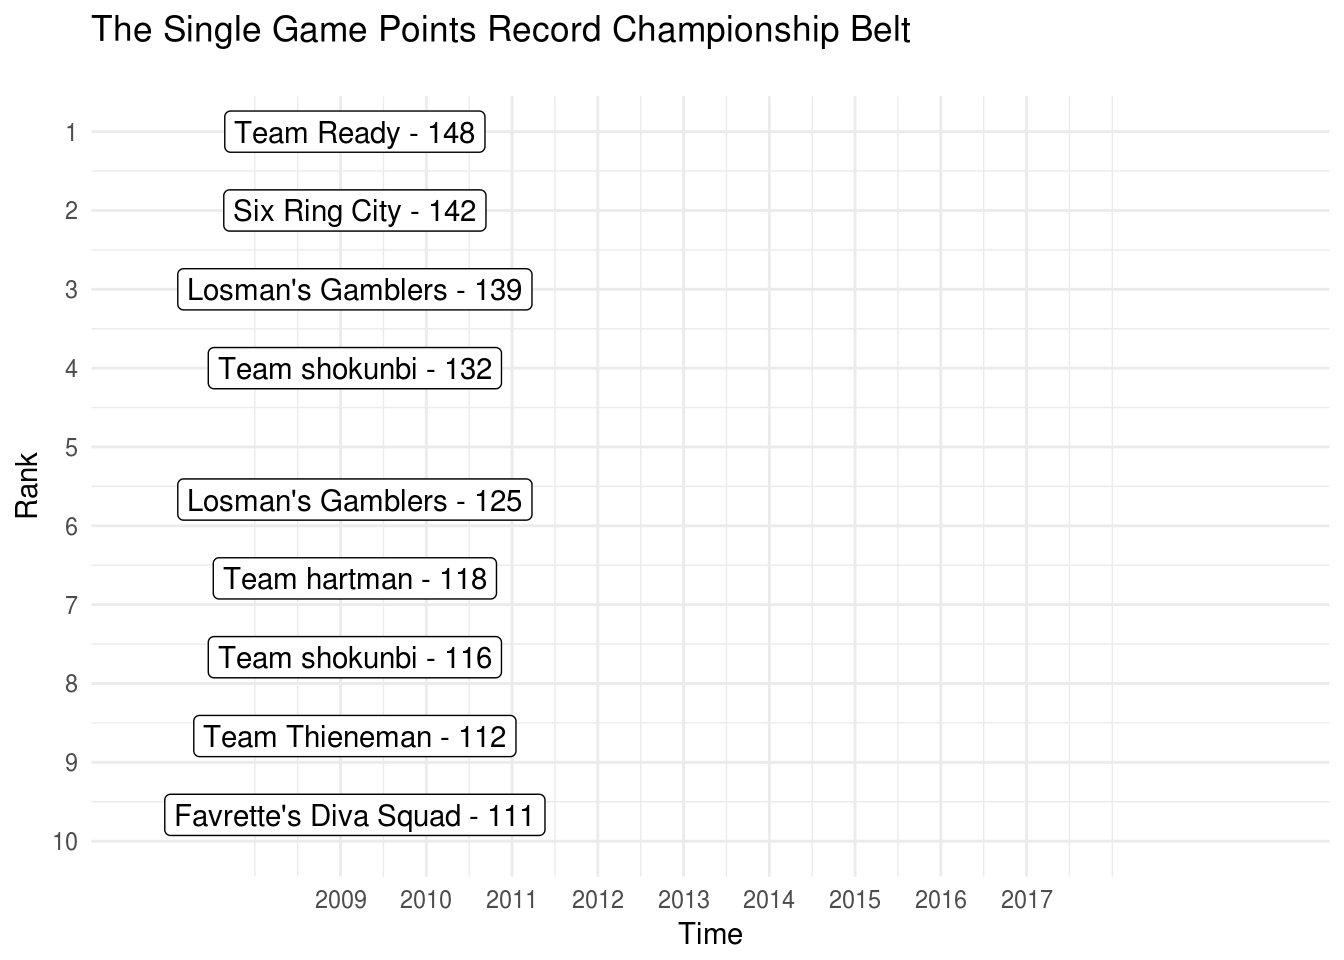 The Single Game Points Record Championship Belt
1
Team Ready - 148
2
Six Ring City - 142
3
Losman's Gamblers - 139
4
Team shokunbi - 132
5
Rank
Losman's Gamblers - 125
6
Team hartman - 118
7
Team shokunbi - 116
8
Team Thieneman - 112
9
Favrette's Diva Squad - 111
10
2009 2010 2011 2012 2013 2014 2015 2016 2017
Time